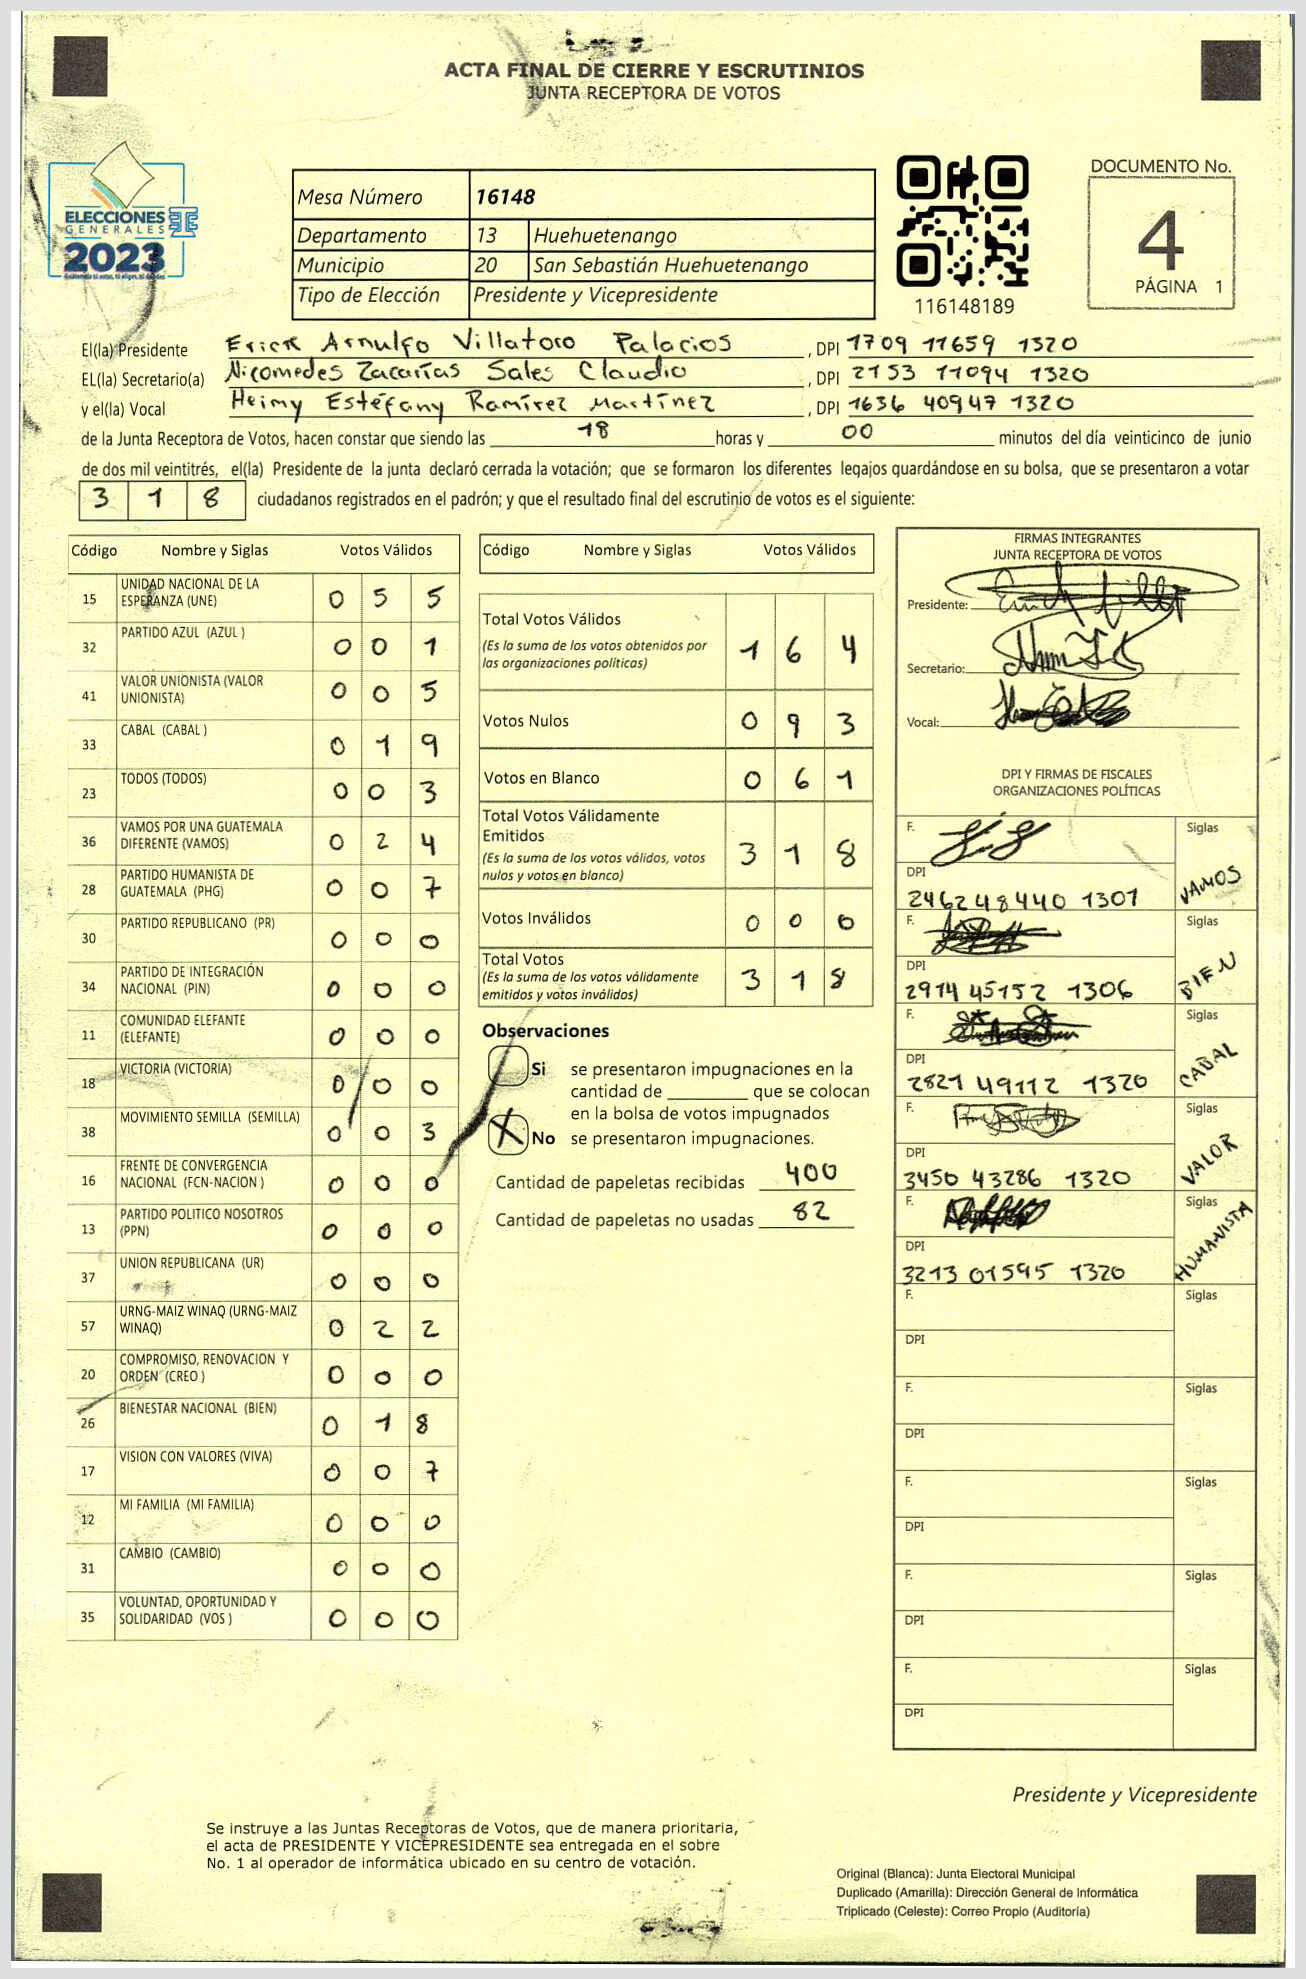 ACTA FINAL DE CIERRE Y ESCRUTINIOS
JUNTA RECEPTORA DE VOTOS
ELECCIONES
GENERALES
2023
Mesa Número 16148
Departamento 13 Huehuetenango
Municipio 20 San Sebastián Huehuetenango
Tipo de Elección Presidente y Vicepresidente
116148189
DOCUMENTO No.
4
PÁGINA 1
El(la) Presidente Erick Arnulfo Villatoro Palacios , DPI 1709 11659 1320
EL(la) Secretario(a) Nicomedes Zacarías Sales Claudio , DPI 2153 11094 1320
y el(la) Vocal Heimy Estéfany Ramírez Martínez , DPI 1636 40947 1320
de la Junta Receptora de Votos, hacen constar que siendo las 18 horas y 00 minutos del día veinticinco de junio
de dos mil veintitrés, el(la) Presidente de la junta declaró cerrada la votación; que se formaron los diferentes legajos guardándose en su bolsa, que se presentaron a votar
3 1 8 ciudadanos registrados en el padrón; y que el resultado final del escrutinio de votos es el siguiente:
Código Nombre y Siglas Votos Válidos
15 UNIDAD NACIONAL DE LA ESPERANZA (UNE) 0 5 5
32 PARTIDO AZUL (AZUL ) 0 0 1
41 VALOR UNIONISTA (VALOR UNIONISTA) 0 0 5
33 CABAL (CABAL ) 0 1 9
23 TODOS (TODOS) 0 0 3
36 VAMOS POR UNA GUATEMALA DIFERENTE (VAMOS) 0 2 4
28 PARTIDO HUMANISTA DE GUATEMALA (PHG) 0 0 7
30 PARTIDO REPUBLICANO (PR) 0 0 0
34 PARTIDO DE INTEGRACIÓN NACIONAL (PIN) 0 0 0
11 COMUNIDAD ELEFANTE (ELEFANTE) 0 0 0
18 VICTORIA (VICTORIA) 0 0 0
38 MOVIMIENTO SEMILLA (SEMILLA) 0 0 3
16 FRENTE DE CONVERGENCIA NACIONAL (FCN-NACION ) 0 0 0
13 PARTIDO POLITICO NOSOTROS (PPN) 0 0 0
37 UNION REPUBLICANA (UR) 0 0 0
57 URNG-MAIZ WINAQ (URNG-MAIZ WINAQ) 0 2 2
20 COMPROMISO, RENOVACION Y ORDEN (CREO ) 0 0 0
26 BIENESTAR NACIONAL (BIEN) 0 1 8
17 VISION CON VALORES (VIVA) 0 0 7
12 MI FAMILIA (MI FAMILIA) 0 0 0
31 CAMBIO (CAMBIO) 0 0 0
35 VOLUNTAD, OPORTUNIDAD Y SOLIDARIDAD (VOS ) 0 0 0
Código Nombre y Siglas Votos Válidos
Total Votos Válidos 1 6 4
(Es la suma de los votos obtenidos por
las organizaciones políticas)
Votos Nulos 0 9 3
Votos en Blanco 0 6 1
Total Votos Válidamente
Emitidos 3 1 8
(Es la suma de los votos válidos, votos
nulos y votos en blanco)
Votos Inválidos 0 0 0
Total Votos 3 1 8
(Es la suma de los votos válidamente
emitidos y votos inválidos)
Observaciones
Si se presentaron impugnaciones en la
cantidad de ________ que se colocan
en la bolsa de votos impugnados
X No se presentaron impugnaciones.
Cantidad de papeletas recibidas 400
Cantidad de papeletas no usadas 82
FIRMAS INTEGRANTES
JUNTA RECEPTORA DE VOTOS
Presidente:
Secretario:
Vocal:
DPI Y FIRMAS DE FISCALES
ORGANIZACIONES POLÍTICAS
F. Siglas VAMOS
DPI 246248440 1301
F. Siglas BIEN
DPI 2914 45152 1306
F. Siglas CABAL
DPI 2821 49112 1320
F. Siglas VALOR
DPI 3450 43286 1320
F. Siglas HUMANISTA
DPI 3213 01595 1320
F. Siglas
DPI
F. Siglas
DPI
F. Siglas
DPI
F. Siglas
DPI
F. Siglas
DPI
Presidente y Vicepresidente
Se instruye a las Juntas Receptoras de Votos, que de manera prioritaria,
el acta de PRESIDENTE Y VICEPRESIDENTE sea entregada en el sobre
No. 1 al operador de informática ubicado en su centro de votación.
Original (Blanca): Junta Electoral Municipal
Duplicado (Amarilla): Dirección General de Informática
Triplicado (Celeste): Correo Propio (Auditoría)